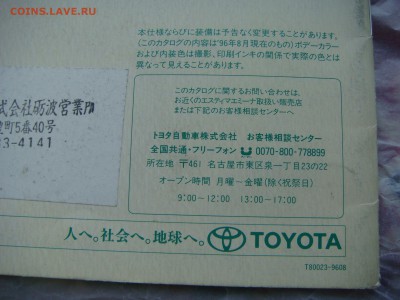 COINS.LAVE.RU
本仕様ならびに装備は予告なく変更することがあります。
(このカタログの内容は'96年8月現在のもの)ボデーカラー
および内装色は撮影、印刷インキの関係で実際の色とは
異なって見えることがあります。
このカタログに関するお問い合わせは、
お近くのエスティマエミーナ取扱い販売店
または下記のお客様相談センターへ
トヨタ自動車株式会社 お客様相談センター
全国共通・フリーフォン 0070-800-778899
所在地 〒461 名古屋市東区泉一丁目23の22
オープン時間 月曜〜金曜(除く祝祭日)
9:00〜12:00 13:00〜17:00
式会社砺波営業所
町5番40号
3-4141
人へ。社会へ。地球へ。 TOYOTA
T80023-9608